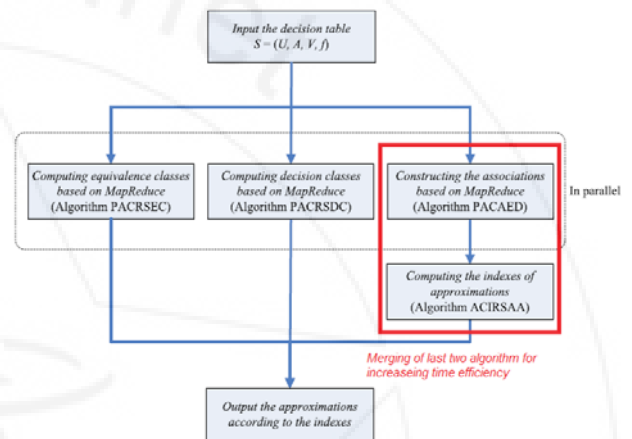 Input the decision table
S = (U, A, V, f)
Computing equivalence classes
based on MapReduce
(Algorithm PACRSEC)
Computing decision classes
based on MapReduce
(Algorithm PACRSDC)
Constructing the associations
based on MapReduce
(Algorithm PACAED)
In parallel
Computing the indexes of
approximations
(Algorithm ACIRSAA)
Merging of last two algorithm for
increaseing time efficiency
Output the approximations
according to the indexes